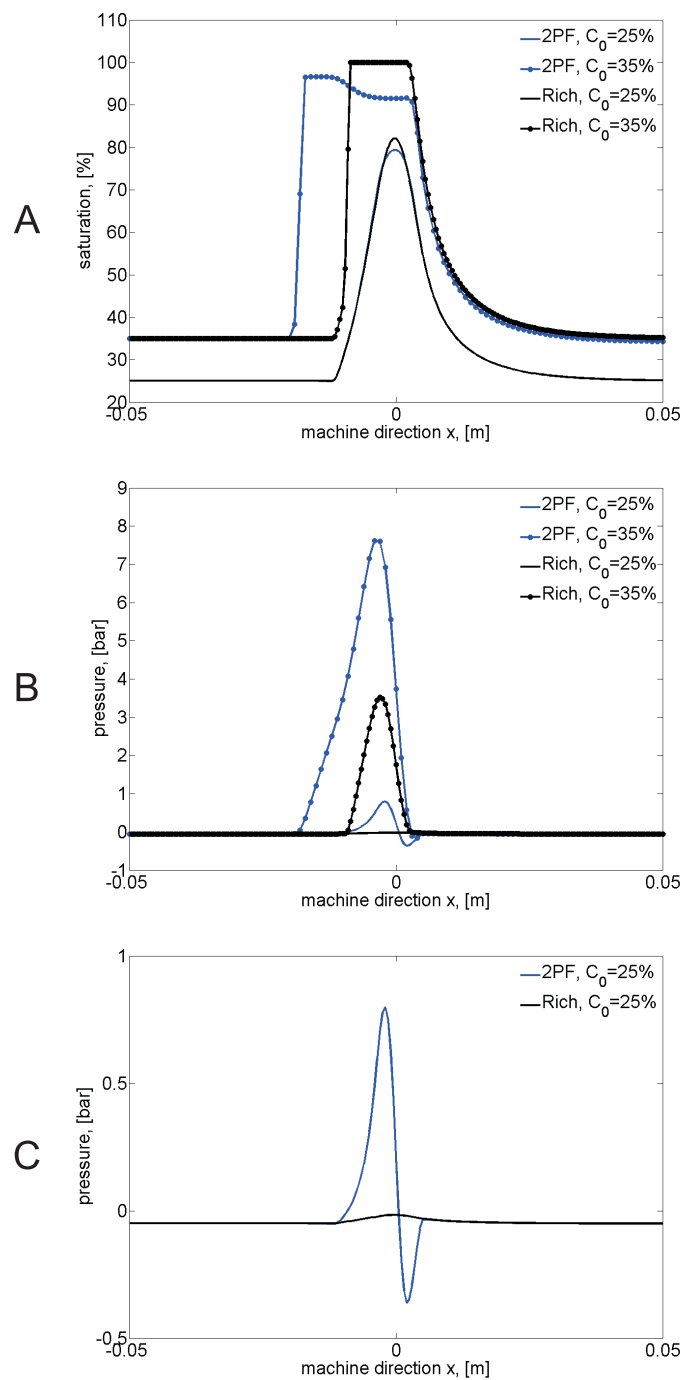 A
saturation, [%]
110
100
90
80
70
60
50
40
30
20
-0.05
0
0.05
machine direction x, [m]
2PF, C0=25%
2PF, C0=35%
Rich, C0=25%
Rich, C0=35%
B
pressure, [bar]
9
8
7
6
5
4
3
2
1
0
-1
-0.05
0
0.05
machine direction x, [m]
2PF, C0=25%
2PF, C0=35%
Rich, C0=25%
Rich, C0=35%
C
pressure, [bar]
1
0.5
0
-0.5
-0.05
0
0.05
machine direction x, [m]
2PF, C0=25%
Rich, C0=25%